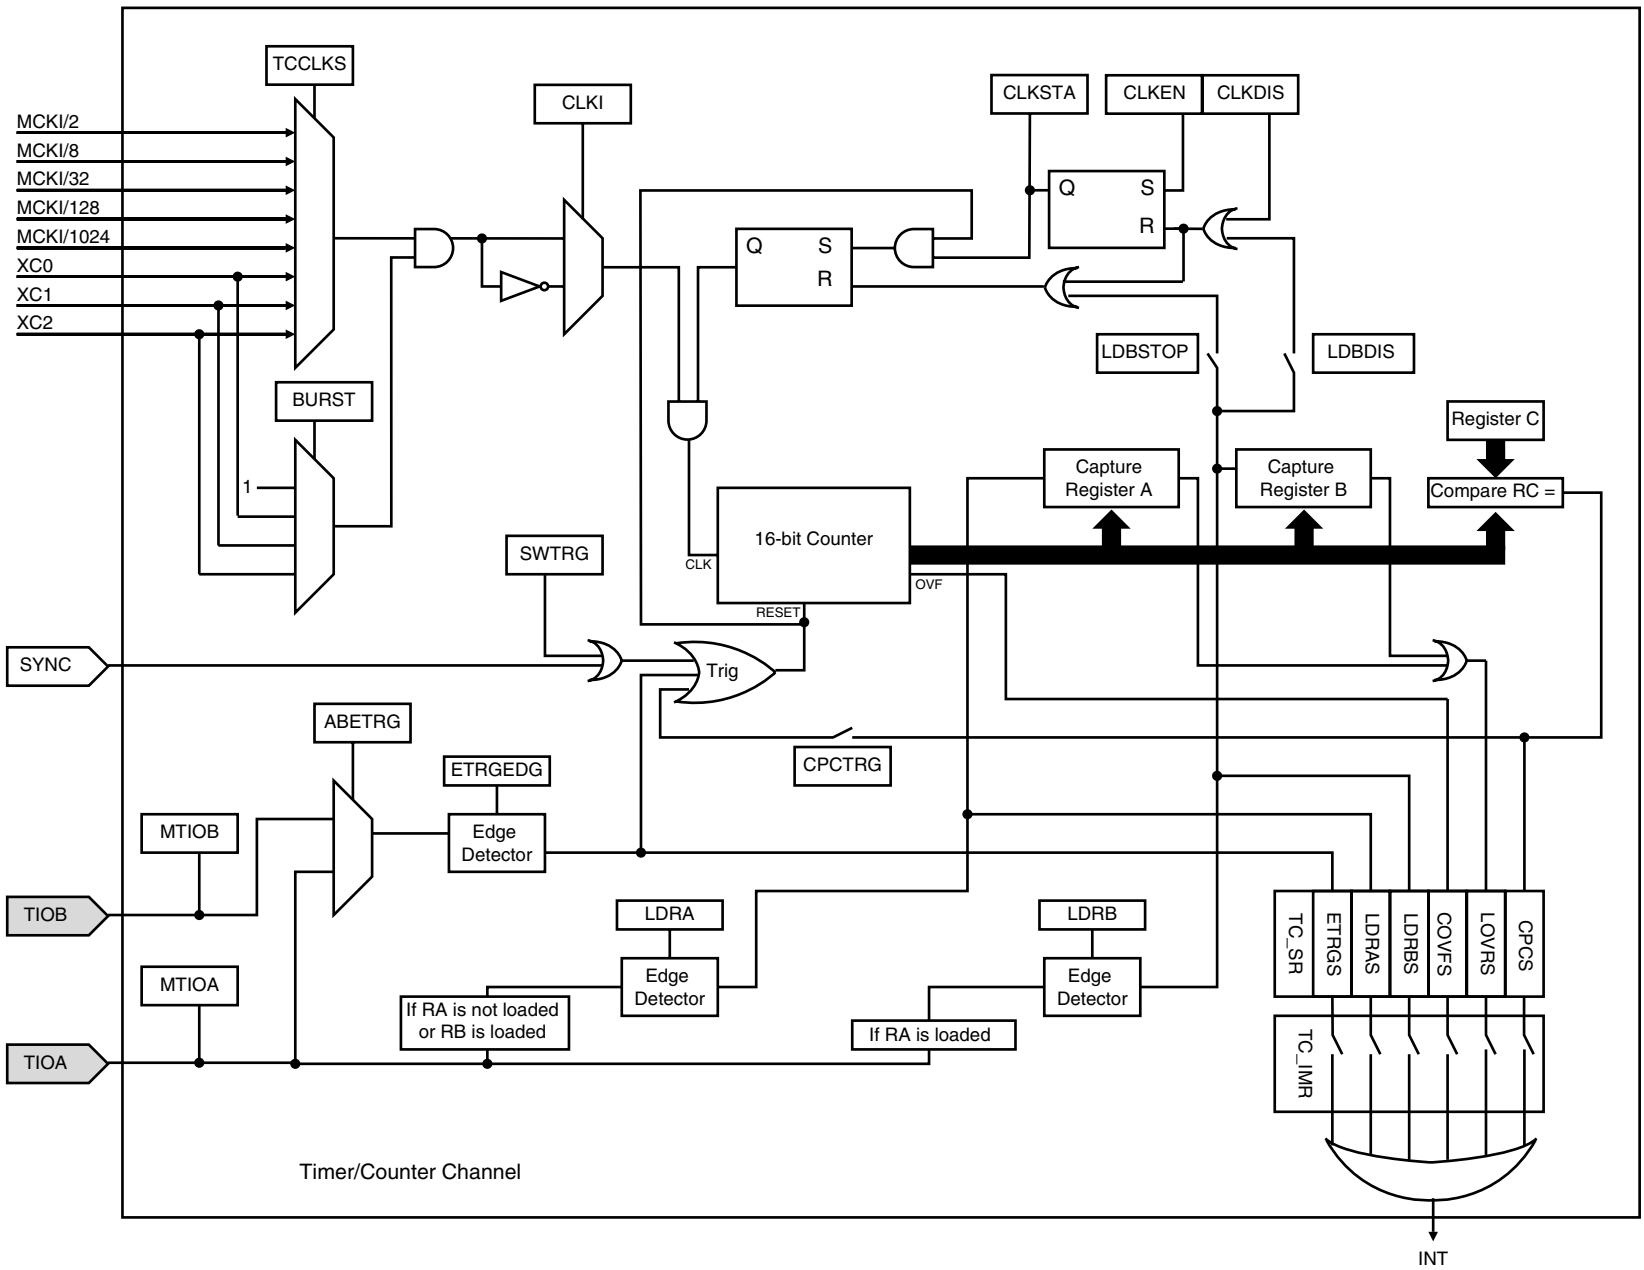 TCCLKS
CLKI
CLKSTA
CLKEN
CLKDIS
MCKI/2
MCKI/8
MCKI/32
MCKI/128
MCKI/1024
XC0
XC1
XC2
Q
S
R
Q
S
R
LDBSTOP
LDBDIS
BURST
1
Register C
Capture
Register A
Capture
Register B
Compare RC =
16-bit Counter
CLK
OVF
RESET
SWTRG
SYNC
Trig
ABETRG
ETRGEDG
CPCTRG
MTIOB
Edge
Detector
TIOB
LDRA
LDRB
MTIOA
Edge
Detector
Edge
Detector
If RA is not loaded
or RB is loaded
If RA is loaded
TIOA
TC_SR
ETRGS
LDRAS
LDRBS
COVFS
LOVRS
CPCS
TC_IMR
Timer/Counter Channel
INT